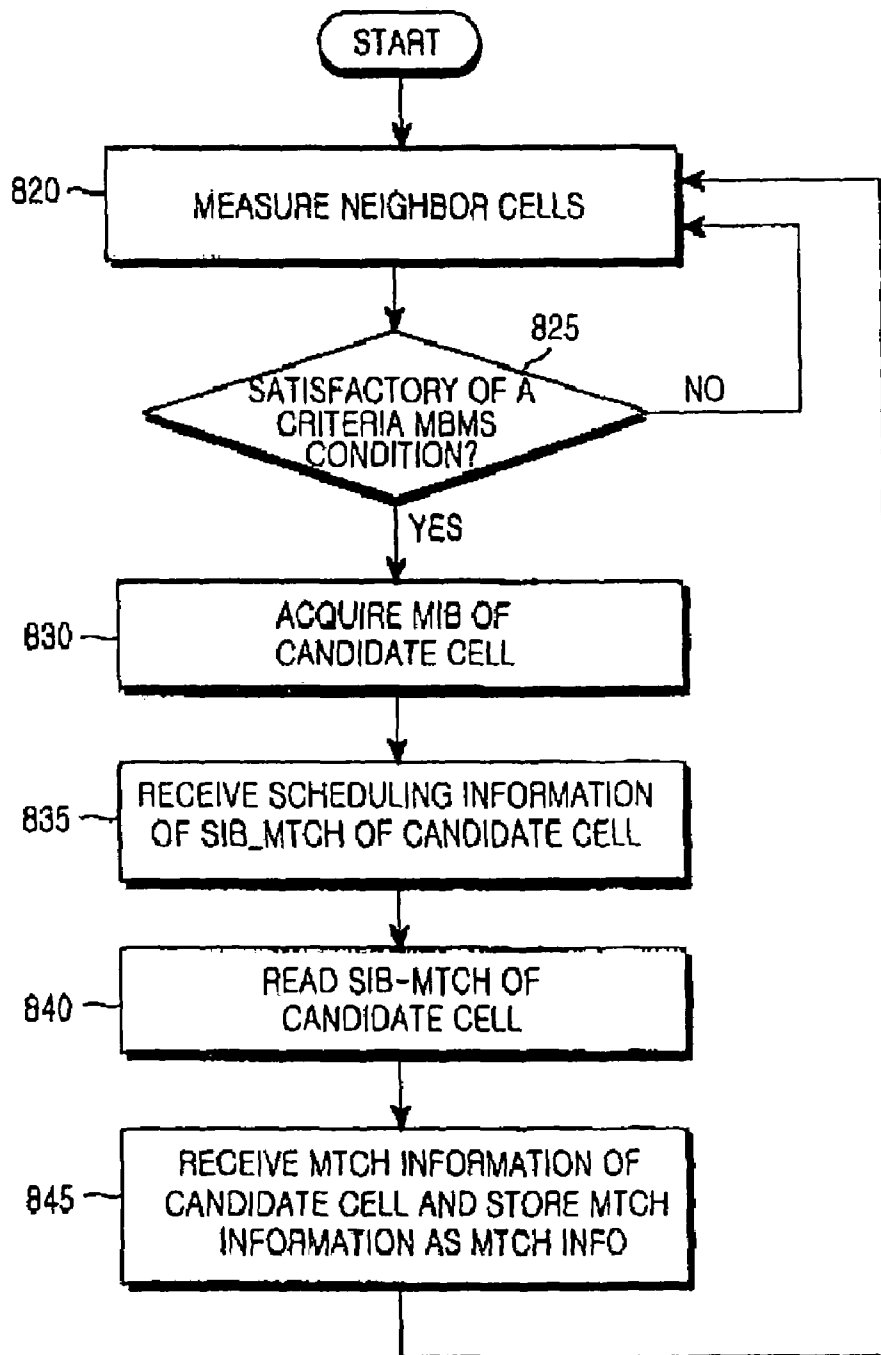 START
820
MEASURE NEIGHBOR CELLS
825
SATISFACTORY OF A
CRITERIA MBMS
CONDITION?
NO
YES
830
ACQUIRE MIB OF
CANDIDATE CELL
835
RECEIVE SCHEDULING INFORMATION
OF SIB_MTCH OF CANDIDATE CELL
840
READ SIB-MTCH OF
CANDIDATE CELL
845
RECEIVE MTCH INFORMATION OF
CANDIDATE CELL AND STORE MTCH
INFORMATION AS MTCH INFO